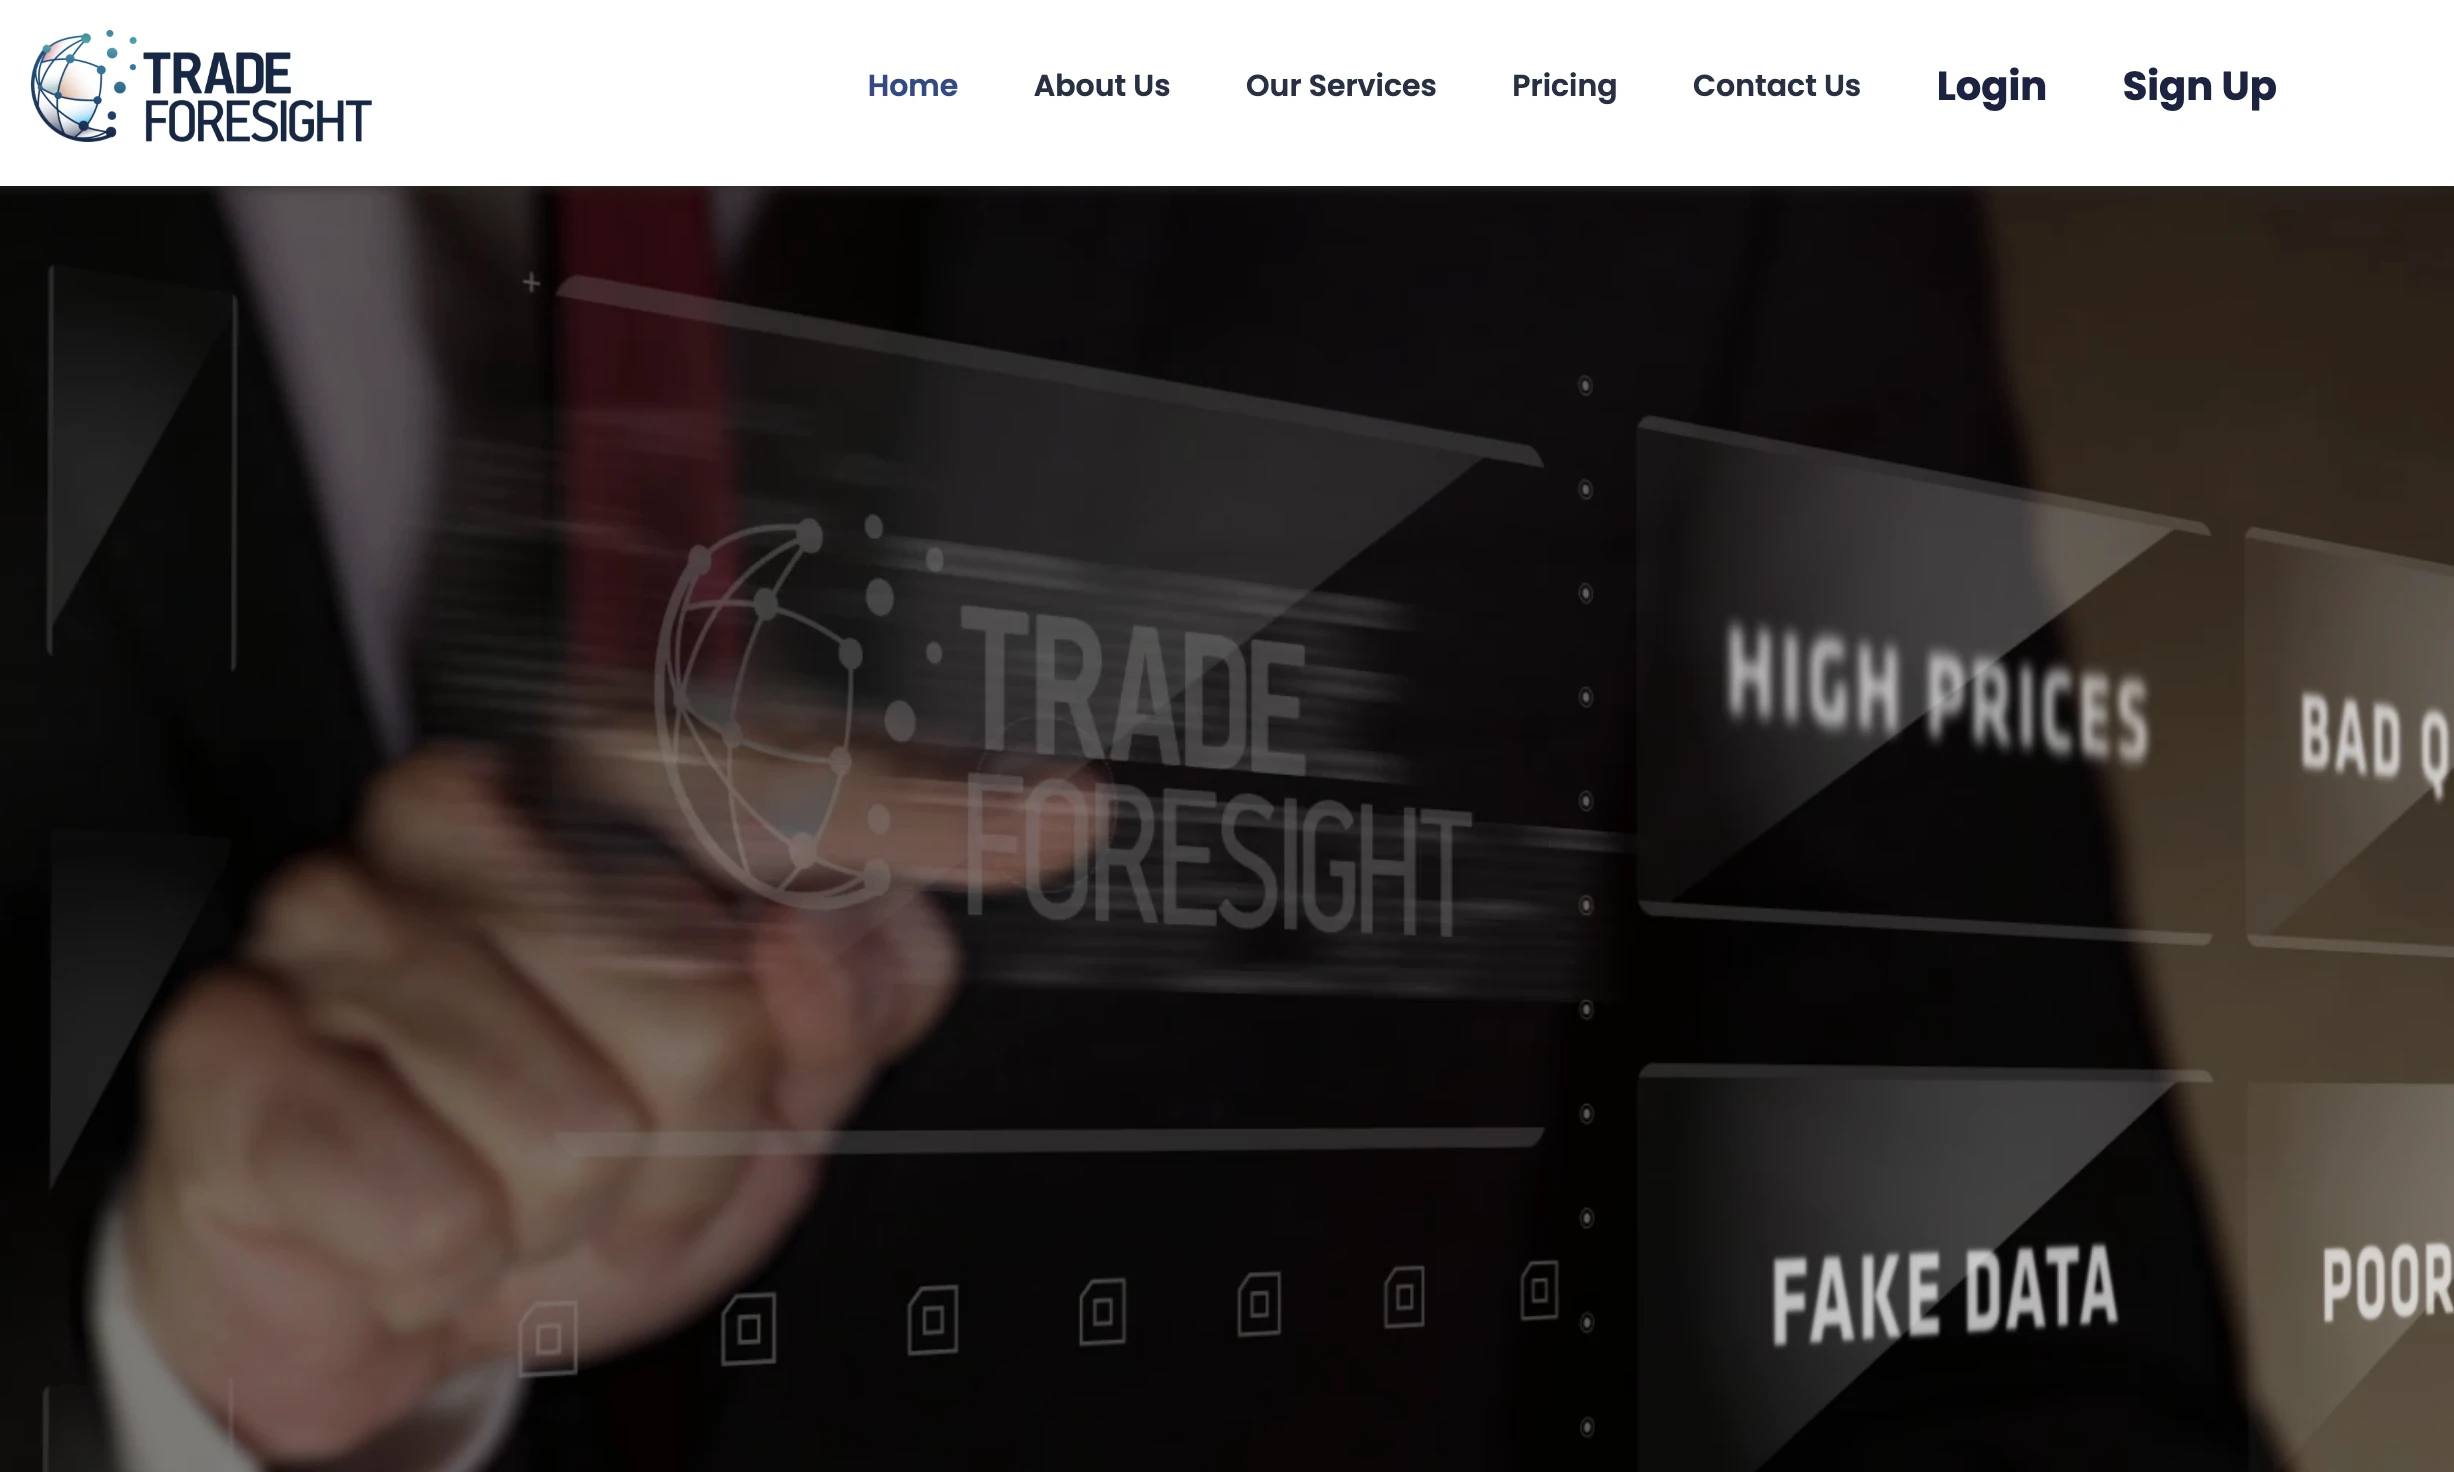 TRADE
FORESIGHT
Home
About Us
Our Services
Pricing
Contact Us
Login
Sign Up
TRADE
FORESIGHT
HIGH PRICES
BAD Q
FAKE DATA
POOR